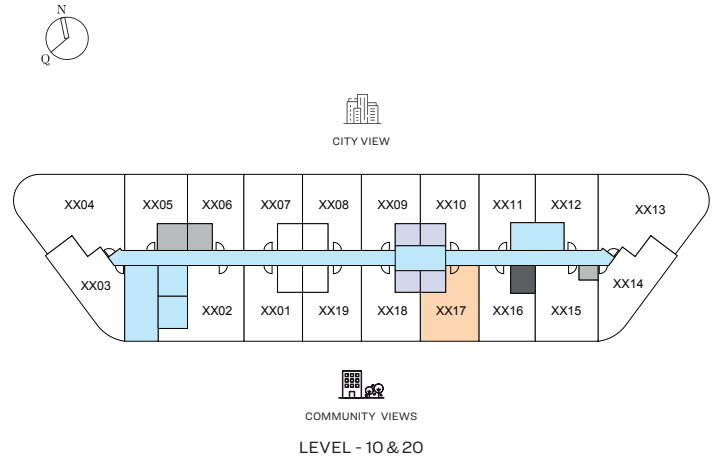 N
Q
CITY VIEW
XX04 XX05 XX06 XX07 XX08 XX09 XX10 XX11 XX12 XX13
XX03 XX14
XX02 XX01 XX19 XX18 XX17 XX16 XX15
COMMUNITY VIEWS
LEVEL - 10 & 20